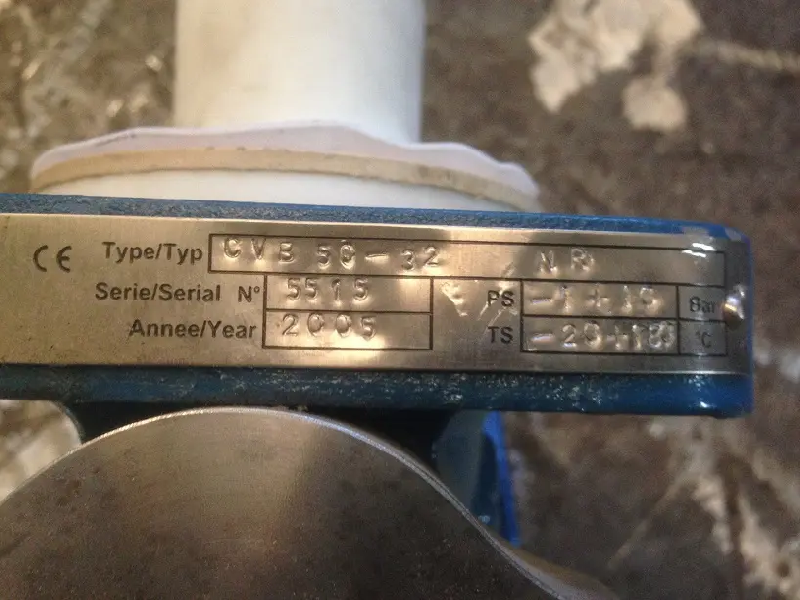 CE Type/Typ CVB 50-32 NR
Serie/Serial N° 5515 PS Bar
Annee/Year 2005 TS °C